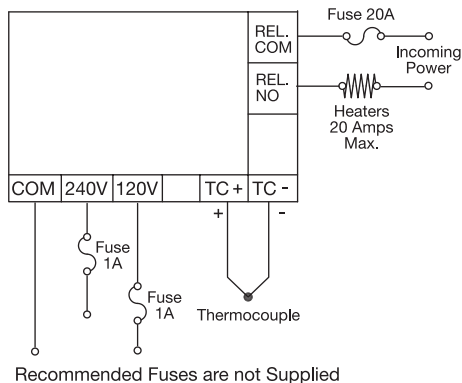 Fuse 20A
REL.
COM
Incoming
Power
REL.
NO
Heaters
20 Amps
Max.
COM 240V 120V TC + TC -
+ -
Fuse
1A
Fuse
1A
Thermocouple
Recommended Fuses are not Supplied